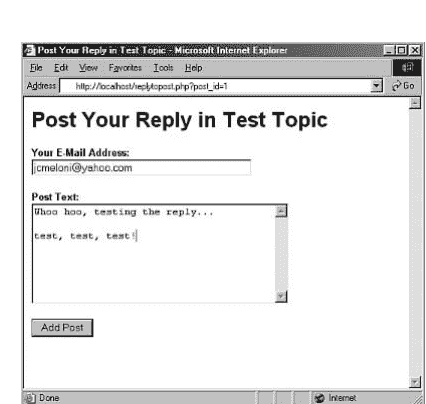 Post Your Reply in Test Topic - Microsoft Internet Explorer
File Edit View Favorites Tools Help
Address http://localhost/replytopost.php?post_id=1 Go
Post Your Reply in Test Topic
Your E-Mail Address:
jcmeloni@yahoo.com
Post Text:
Whoo hoo, testing the reply...
test, test, test!
Add Post
Done Internet